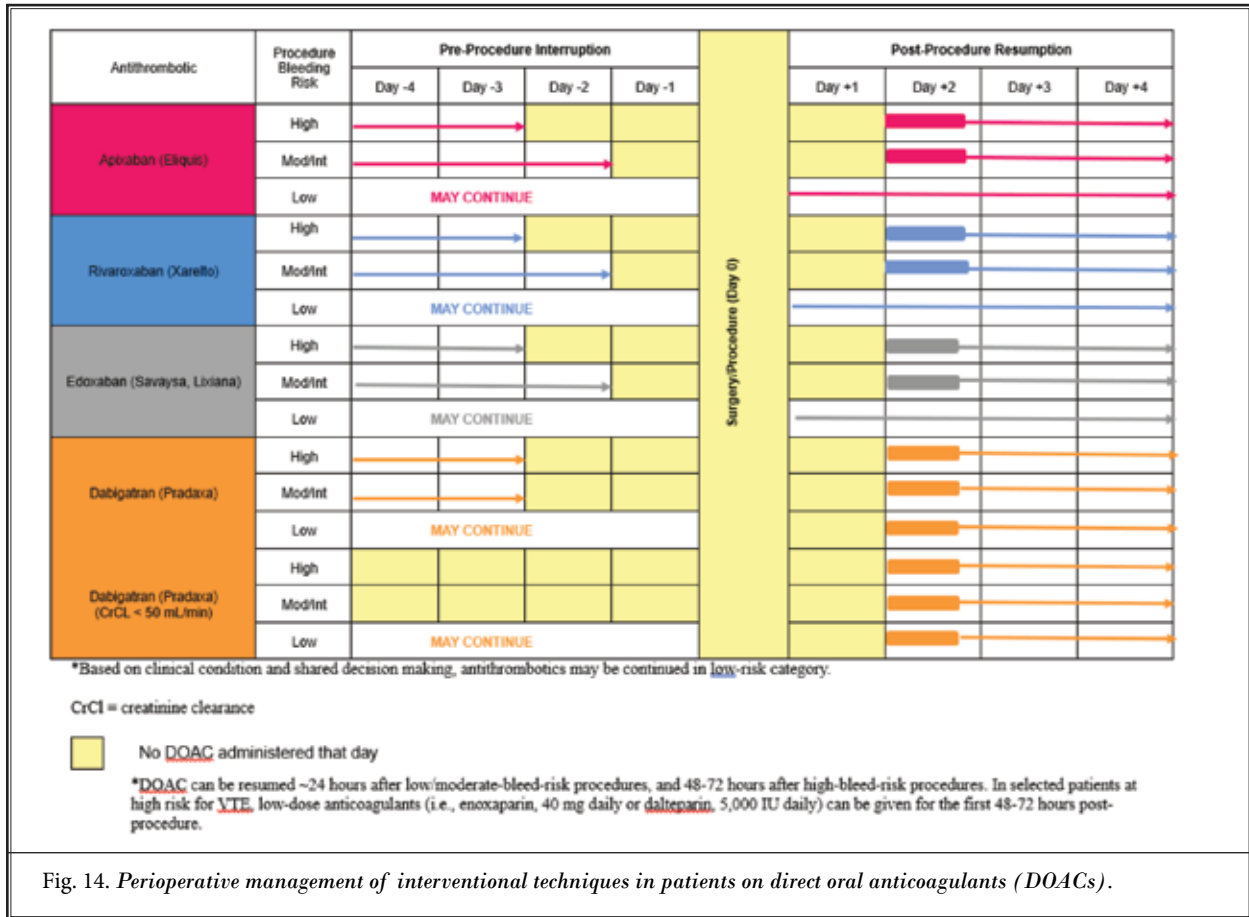 Antithrombotic
Procedure
Bleeding
Risk
Pre-Procedure Interruption
Post-Procedure Resumption
Day -4
Day -3
Day -2
Day -1
Day +1
Day +2
Day +3
Day +4
Surgery/Procedure (Day 0)
Apixaban (Eliquis)
High
Mod/Int
Low
MAY CONTINUE
Rivaroxaban (Xarelto)
High
Mod/Int
Low
MAY CONTINUE
Edoxaban (Savaysa, Lixiana)
High
Mod/Int
Low
MAY CONTINUE
Dabigatran (Pradaxa)
High
Mod/Int
Low
MAY CONTINUE
Dabigatran (Pradaxa)
(CrCL < 50 mL/min)
High
Mod/Int
Low
MAY CONTINUE
*Based on clinical condition and shared decision making, antithrombotics may be continued in low-risk category.
CrCl = creatinine clearance
No DOAC administered that day
*DOAC can be resumed ~24 hours after low/moderate-bleed-risk procedures, and 48-72 hours after high-bleed-risk procedures. In selected patients at
high risk for VTE, low-dose anticoagulants (i.e., enoxaparin, 40 mg daily or dalteparin, 5,000 IU daily) can be given for the first 48-72 hours post-
procedure.
Fig. 14. Perioperative management of interventional techniques in patients on direct oral anticoagulants (DOACs).